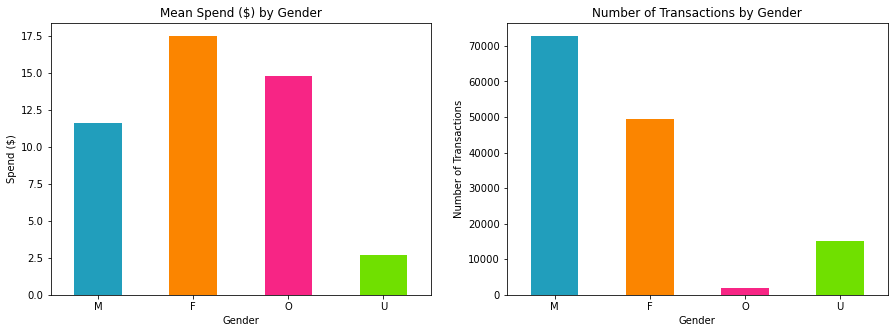 Mean Spend ($) by Gender
Spend ($)
17.5
15.0
12.5
10.0
7.5
5.0
2.5
0.0
M F O U
Gender
Number of Transactions by Gender
Number of Transactions
70000
60000
50000
40000
30000
20000
10000
0
M F O U
Gender